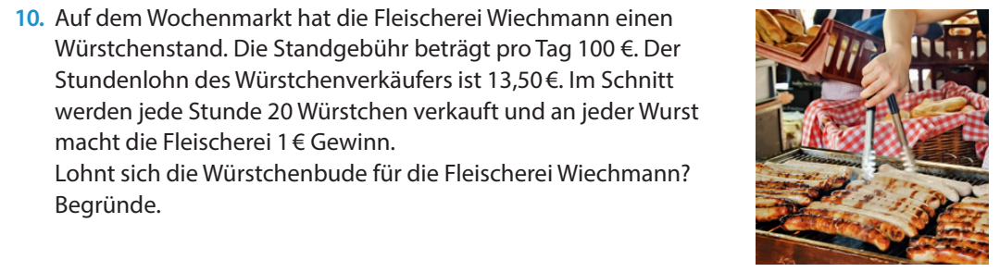 10. Auf dem Wochenmarkt hat die Fleischerei Wiechmann einen
Würstchenstand. Die Standgebühr beträgt pro Tag 100 €. Der
Stundenlohn des Würstchenverkäufers ist 13,50 €. Im Schnitt
werden jede Stunde 20 Würstchen verkauft und an jeder Wurst
macht die Fleischerei 1 € Gewinn.
Lohnt sich die Würstchenbude für die Fleischerei Wiechmann?
Begründe.